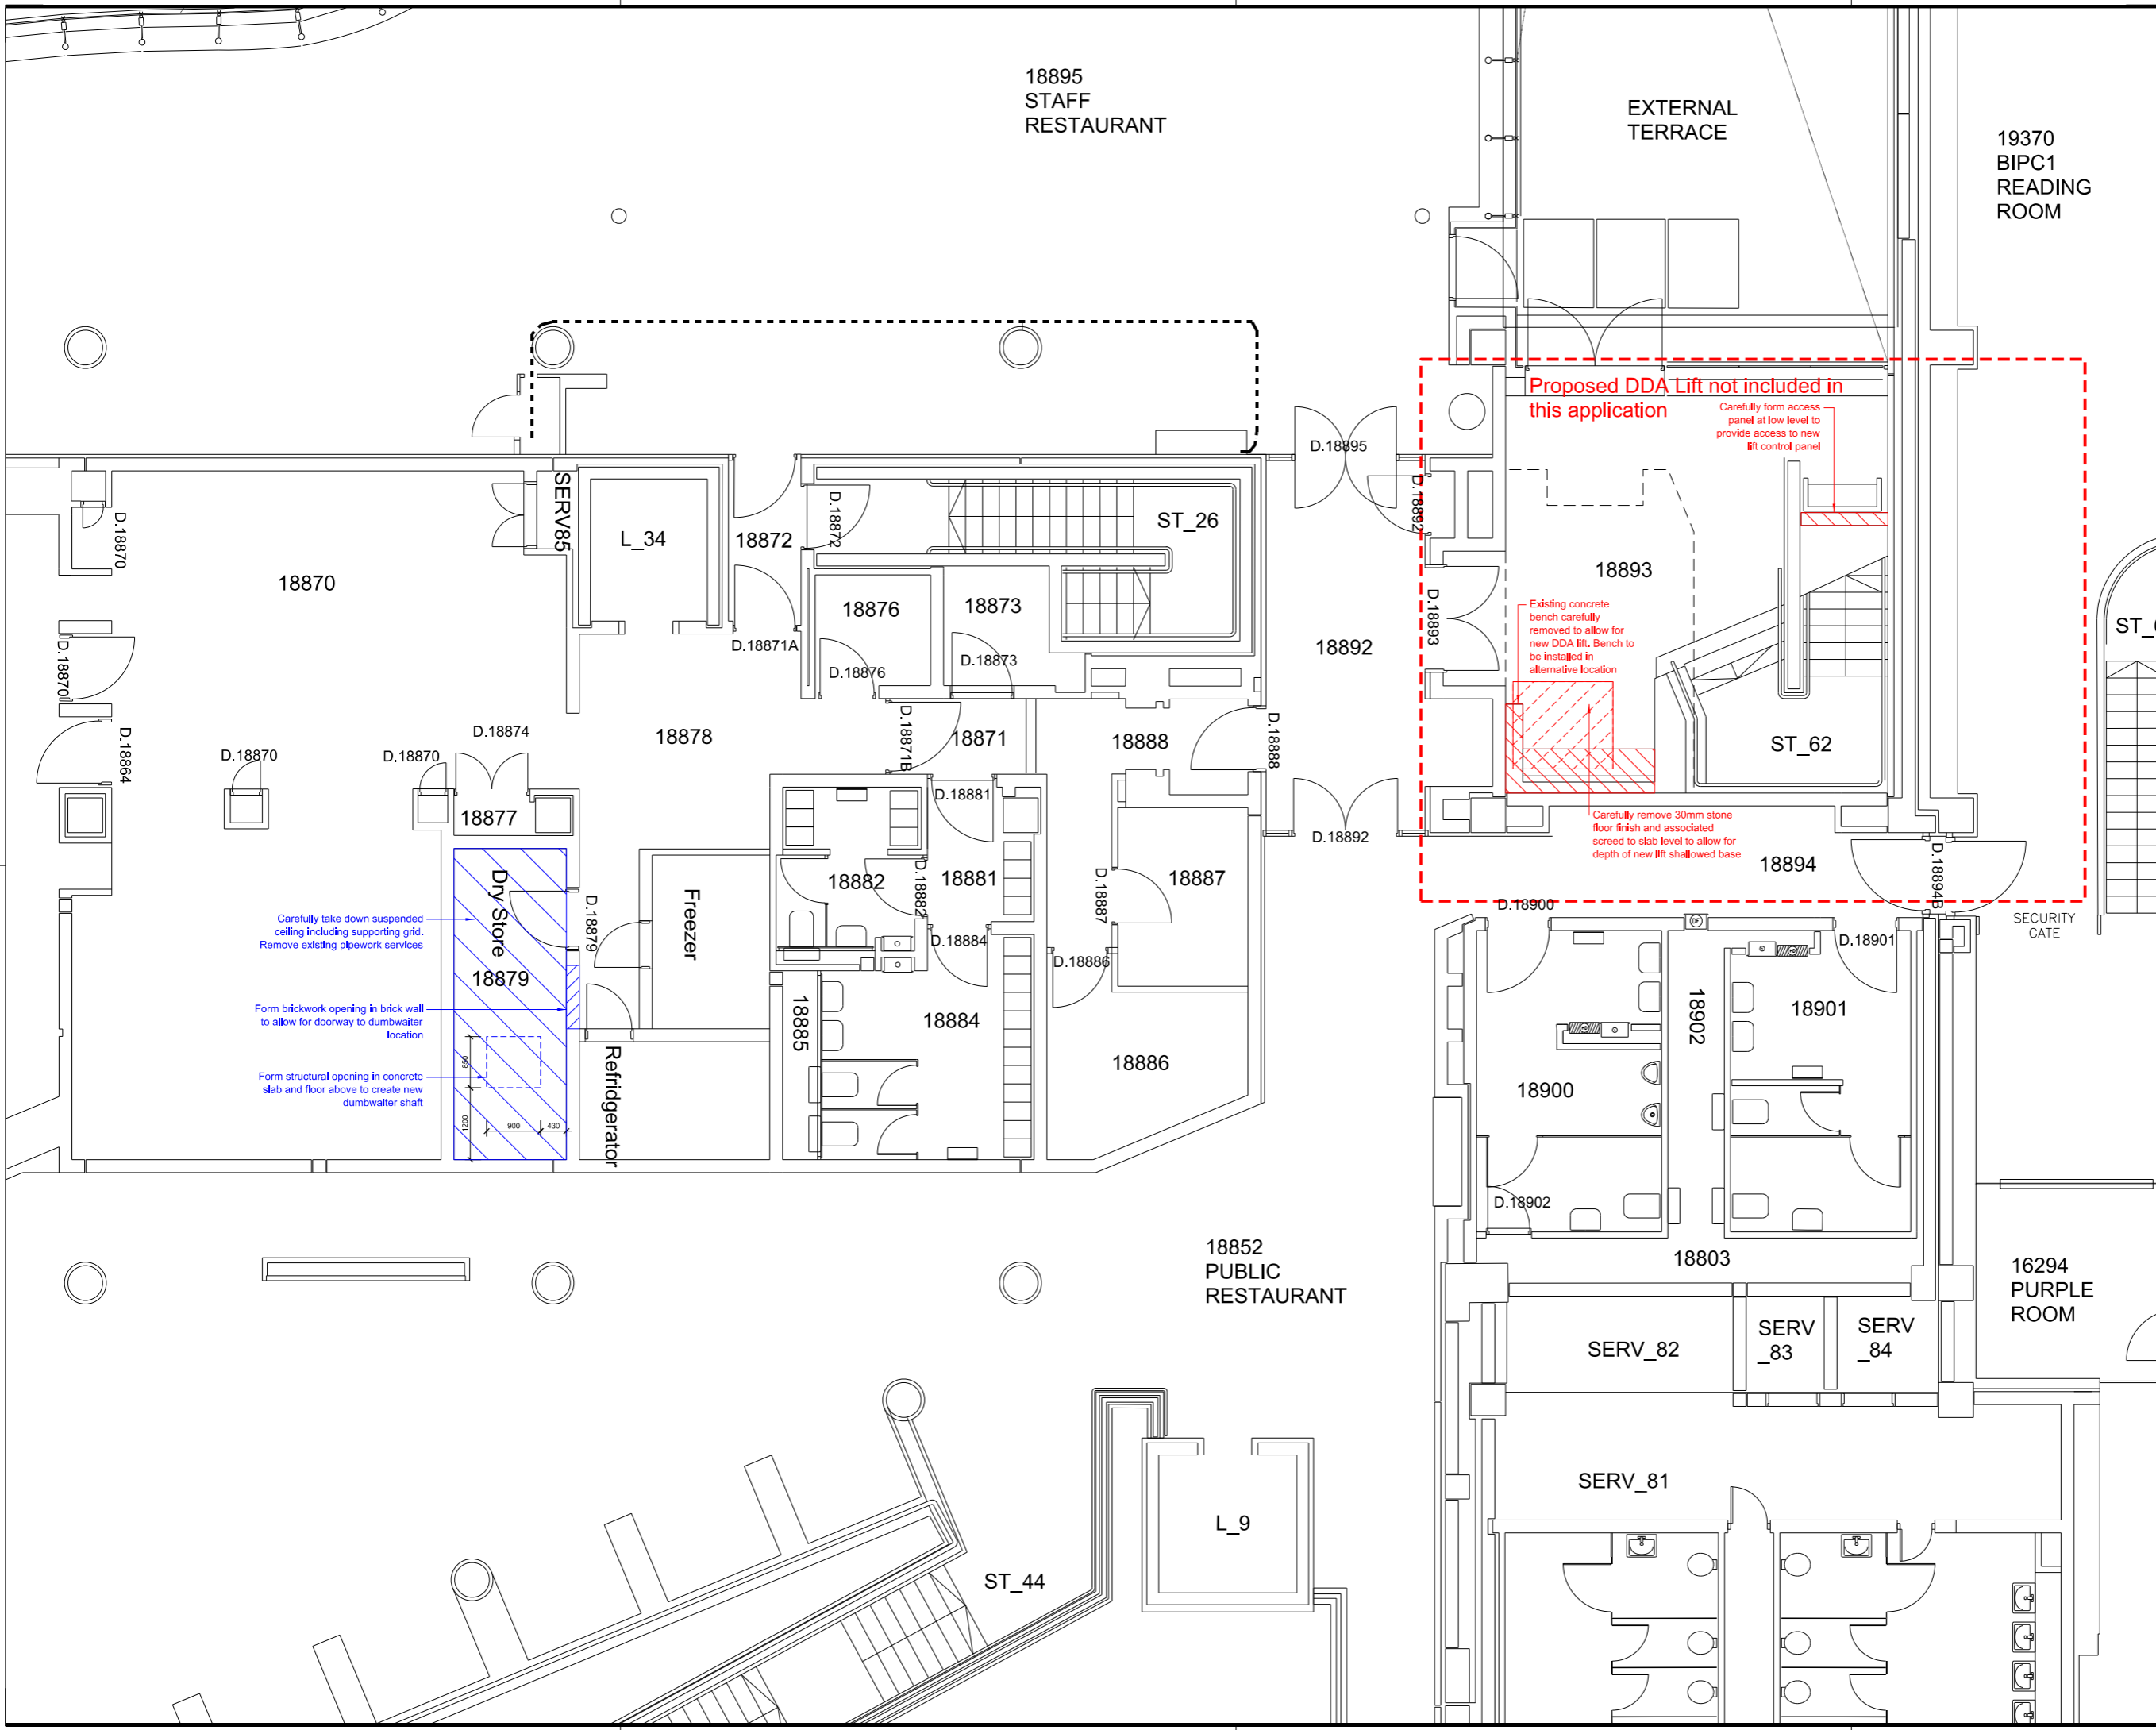 18895
STAFF
RESTAURANT
EXTERNAL
TERRACE
19370
BIPC1
READING
ROOM
Proposed DDA Lift not included in
this application
Carefully form access
panel at low level to
provide access to new
lift control panel
D.18895
D.18892
D.18870
SERV85
L_34
18872
D.18872
ST_26
18870
18876
18873
18893
Existing concrete
bench carefully
removed to allow for
new DDA lift. Bench to
be installed in
alternative location
D.18893
D.18871A
D.18876
D.18873
18892
D.18870
D.18874
18878
D.18871B
18871
18888
D.18888
ST_62
D.18864
D.18870
D.18870
D.18881
18877
D.18892
Carefully remove 30mm stone
floor finish and associated
screed to slab level to allow for
depth of new lift shallowed base
18894
D.18894B
Dry Store
18882
D.18882
18881
D.18887
18887
D.18900
SECURITY
GATE
Carefully take down suspended
ceiling including supporting grid.
Remove existing pipework services
D.18879
Freezer
D.18884
D.18886
D.18901
18879
Form brickwork opening in brick wall
to allow for doorway to dumbwaiter
location
18885
18884
18902
18901
Form structural opening in concrete
slab and floor above to create new
dumbwaiter shaft
850
1200
900
430
Refridgerator
18886
18900
D.18902
18852
PUBLIC
RESTAURANT
18803
16294
PURPLE
ROOM
SERV_82
SERV
_83
SERV
_84
SERV_81
L_9
ST_44